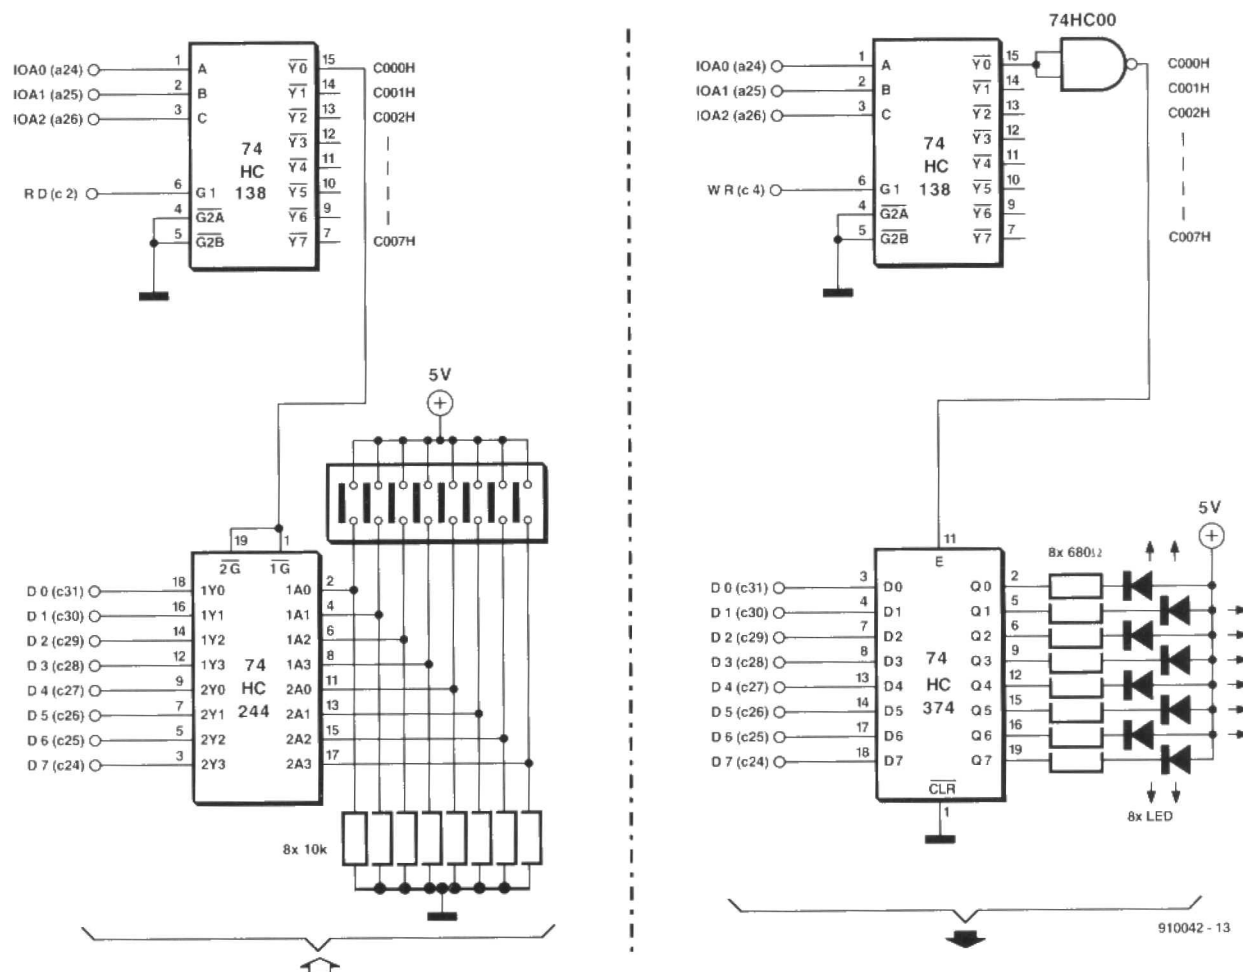 IOA0 (a24)
IOA1 (a25)
IOA2 (a26)
R D (c 2)
1
2
3
6
4
5
A
B
C
G 1
G2A
G2B
74
HC
138
Y0
Y1
Y2
Y3
Y4
Y5
Y6
Y7
15
14
13
12
11
10
9
7
C000H
C001H
C002H
C007H
5V
19
1
2G
1G
D 0 (c31)
D 1 (c30)
D 2 (c29)
D 3 (c28)
D 4 (c27)
D 5 (c26)
D 6 (c25)
D 7 (c24)
18
16
14
12
9
7
5
3
1Y0
1Y1
1Y2
1Y3
2Y0
2Y1
2Y2
2Y3
74
HC
244
1A0
1A1
1A2
1A3
2A0
2A1
2A2
2A3
2
4
6
8
11
13
15
17
8x 10k
74HC00
IOA0 (a24)
IOA1 (a25)
IOA2 (a26)
W R (c 4)
1
2
3
6
4
5
A
B
C
G 1
G2A
G2B
74
HC
138
Y0
Y1
Y2
Y3
Y4
Y5
Y6
Y7
15
14
13
12
11
10
9
7
C000H
C001H
C002H
C007H
11
E
8x 680Ω
5V
D 0 (c31)
D 1 (c30)
D 2 (c29)
D 3 (c28)
D 4 (c27)
D 5 (c26)
D 6 (c25)
D 7 (c24)
3
4
7
8
13
14
17
18
D0
D1
D2
D3
D4
D5
D6
D7
74
HC
374
Q0
Q1
Q2
Q3
Q4
Q5
Q6
Q7
2
5
6
9
12
15
16
19
CLR
1
8x LED
910042 - 13